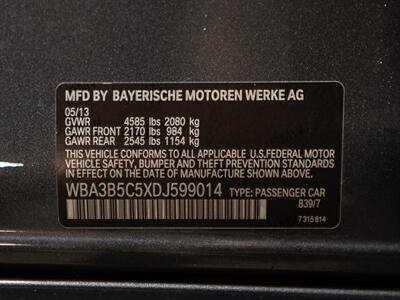 MFD BY BAYERISCHE MOTOREN WERKE AG
05/13
GVWR 4585 lbs 2080 kg
GAWR FRONT 2170 lbs 984 kg
GAWR REAR 2545 lbs 1154 kg
THIS VEHICLE CONFORMS TO ALL APPLICABLE U.S.FEDERAL MOTOR
VEHICLE SAFETY, BUMPER, AND THEFT PREVENTION STANDARDS
IN EFFECT ON THE DATE OF MANUFACTURE SHOWN ABOVE.
WBA3B5C5XDJ599014 TYPE: PASSENGER CAR
B39/7
7 315 814